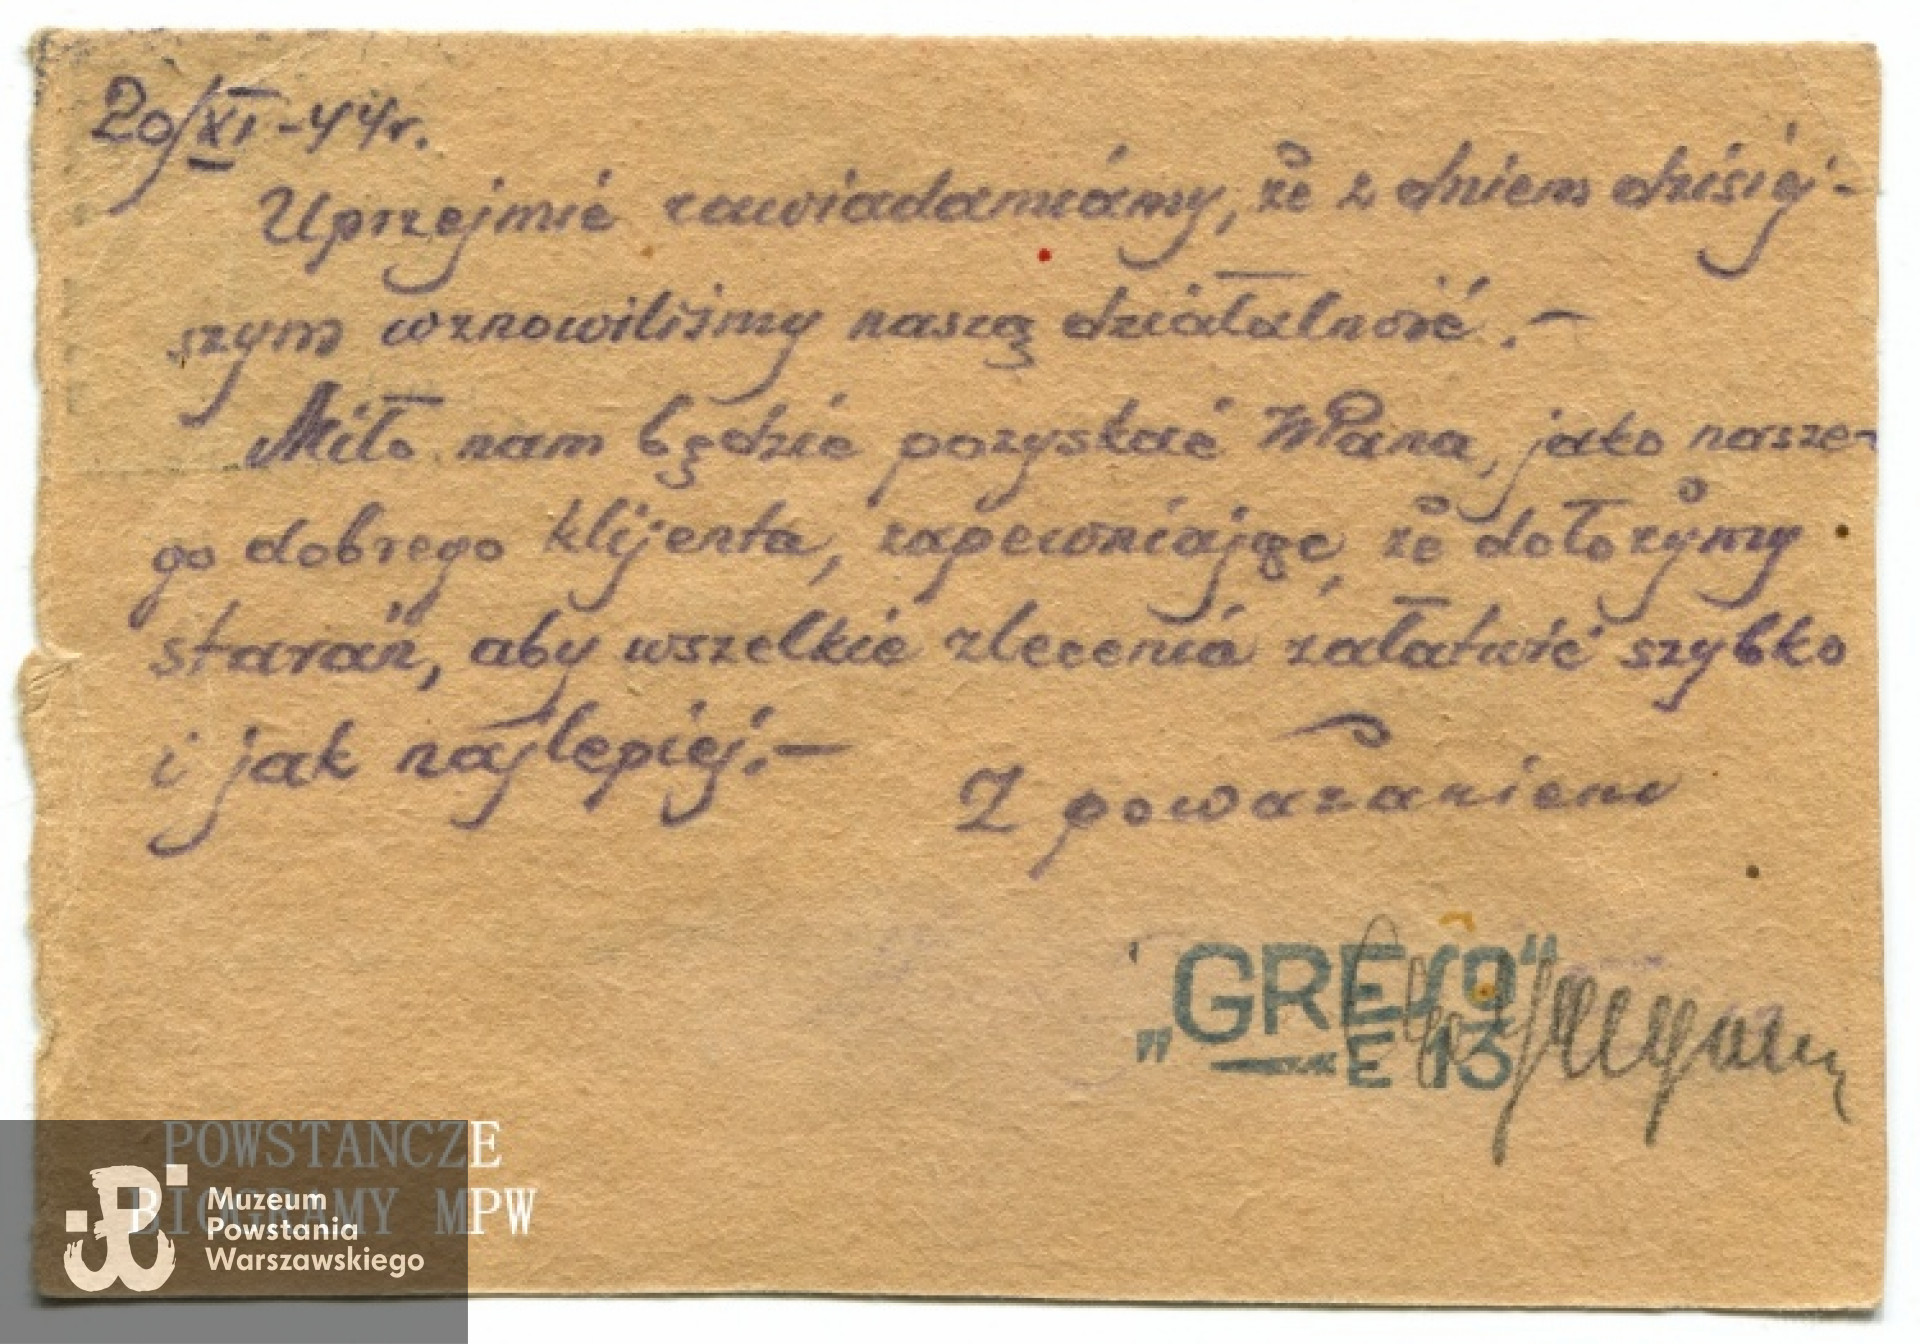 20/XI-44r.
Uprzejmie zawiadamiamy, że z dniem dzisiej-
szym wznowiliśmy naszą działalność.-
Miło nam będzie pozyskać WPana, jako nasze-
go dobrego klijenta, zapewniając, że dołożymy
starań, aby wszelkie zlecenia załatwić szybko
i jak najlepiej.-
Z poważaniem
„GRESO"
E 13
POWSTANCZE
BIOGRAMY MPW
Muzeum
Powstania
Warszawskiego